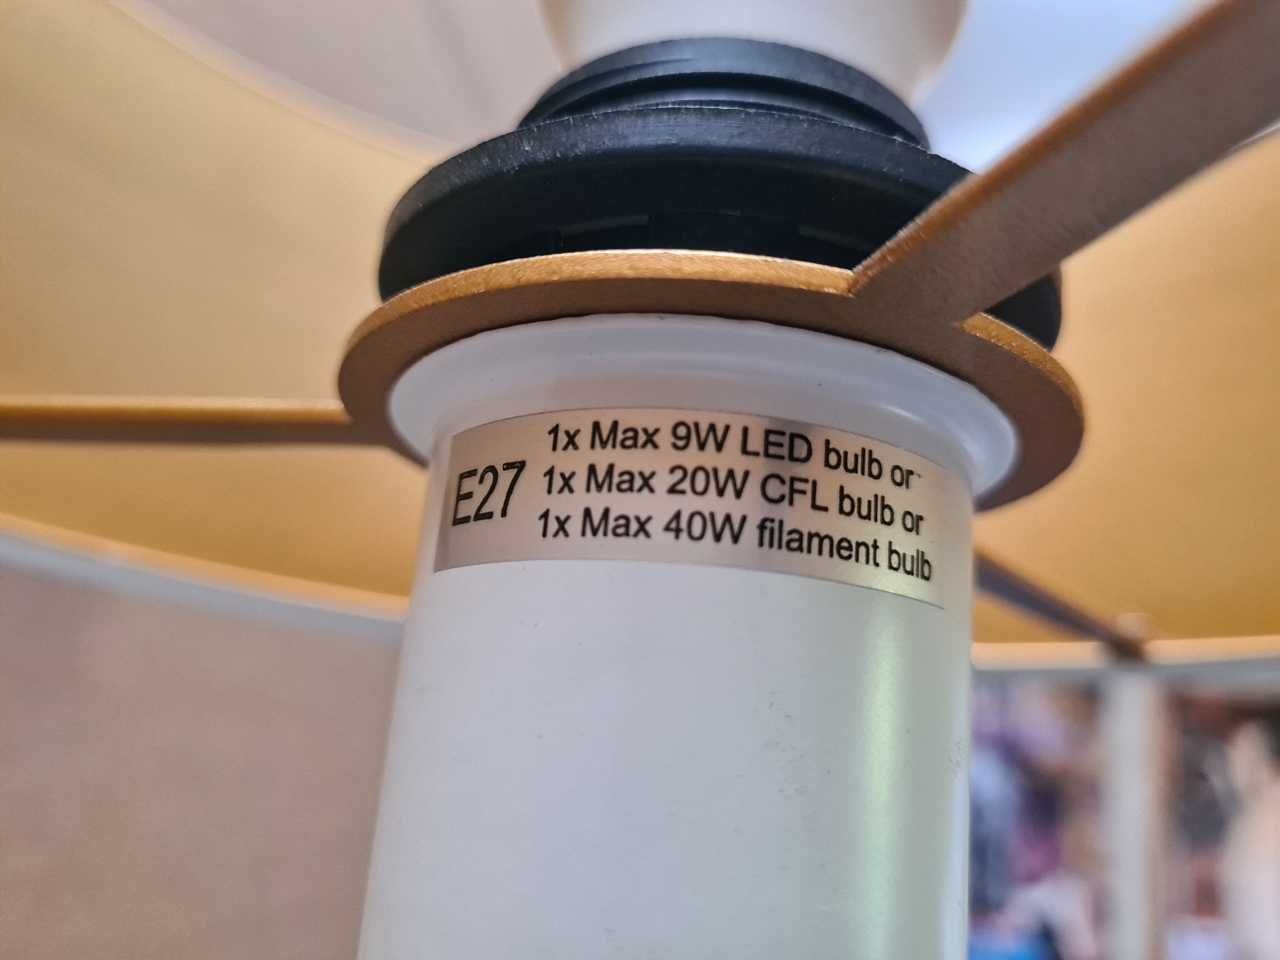 E27
1x Max 9W LED bulb or
1x Max 20W CFL bulb or
1x Max 40W filament bulb